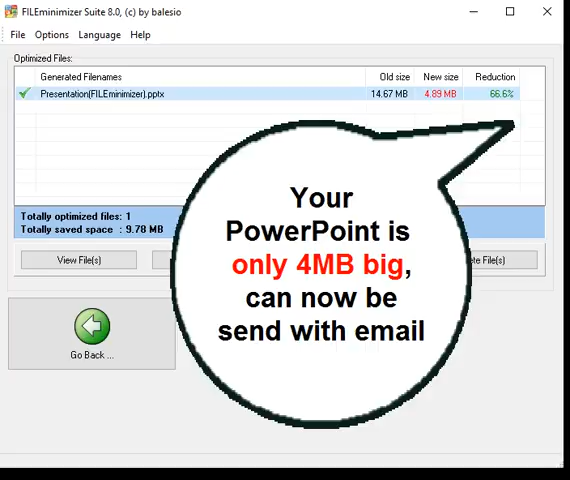 FILEminimizer Suite 8.0, (c) by balesio
File Options Language Help
Optimized Files:
Generated Filenames Old size New size Reduction
Presentation(FILEminimizer).pptx 14.67 MB 4.89 MB 66.6%
Your
PowerPoint is
only 4MB big,
can now be
send with email
Totally optimized files: 1
Totally saved space : 9.78 MB
View File(s) File(s)
Go Back ...